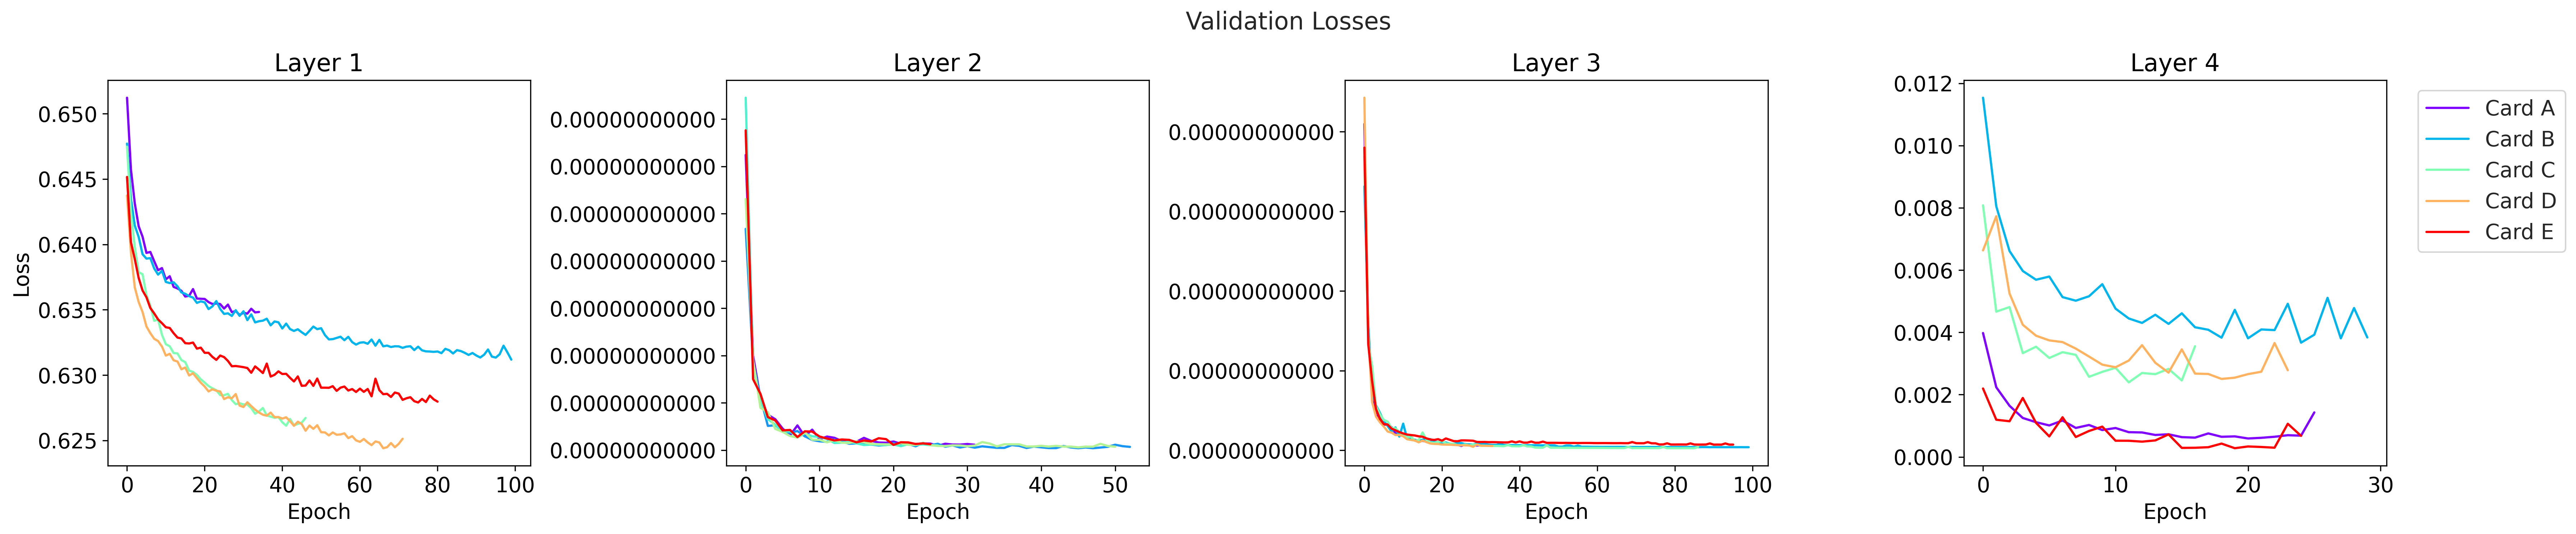 Validation Losses
Layer 1
0.650
0.645
0.640
0.635
0.630
0.625
Loss
0 20 40 60 80 100
Epoch
Layer 2
0.00000000000
0.00000000000
0.00000000000
0.00000000000
0.00000000000
0.00000000000
0.00000000000
0.00000000000
0 10 20 30 40 50
Epoch
Layer 3
0.00000000000
0.00000000000
0.00000000000
0.00000000000
0.00000000000
0 20 40 60 80 100
Epoch
Layer 4
0.012
0.010
0.008
0.006
0.004
0.002
0.000
0 10 20 30
Epoch
Card A
Card B
Card C
Card D
Card E